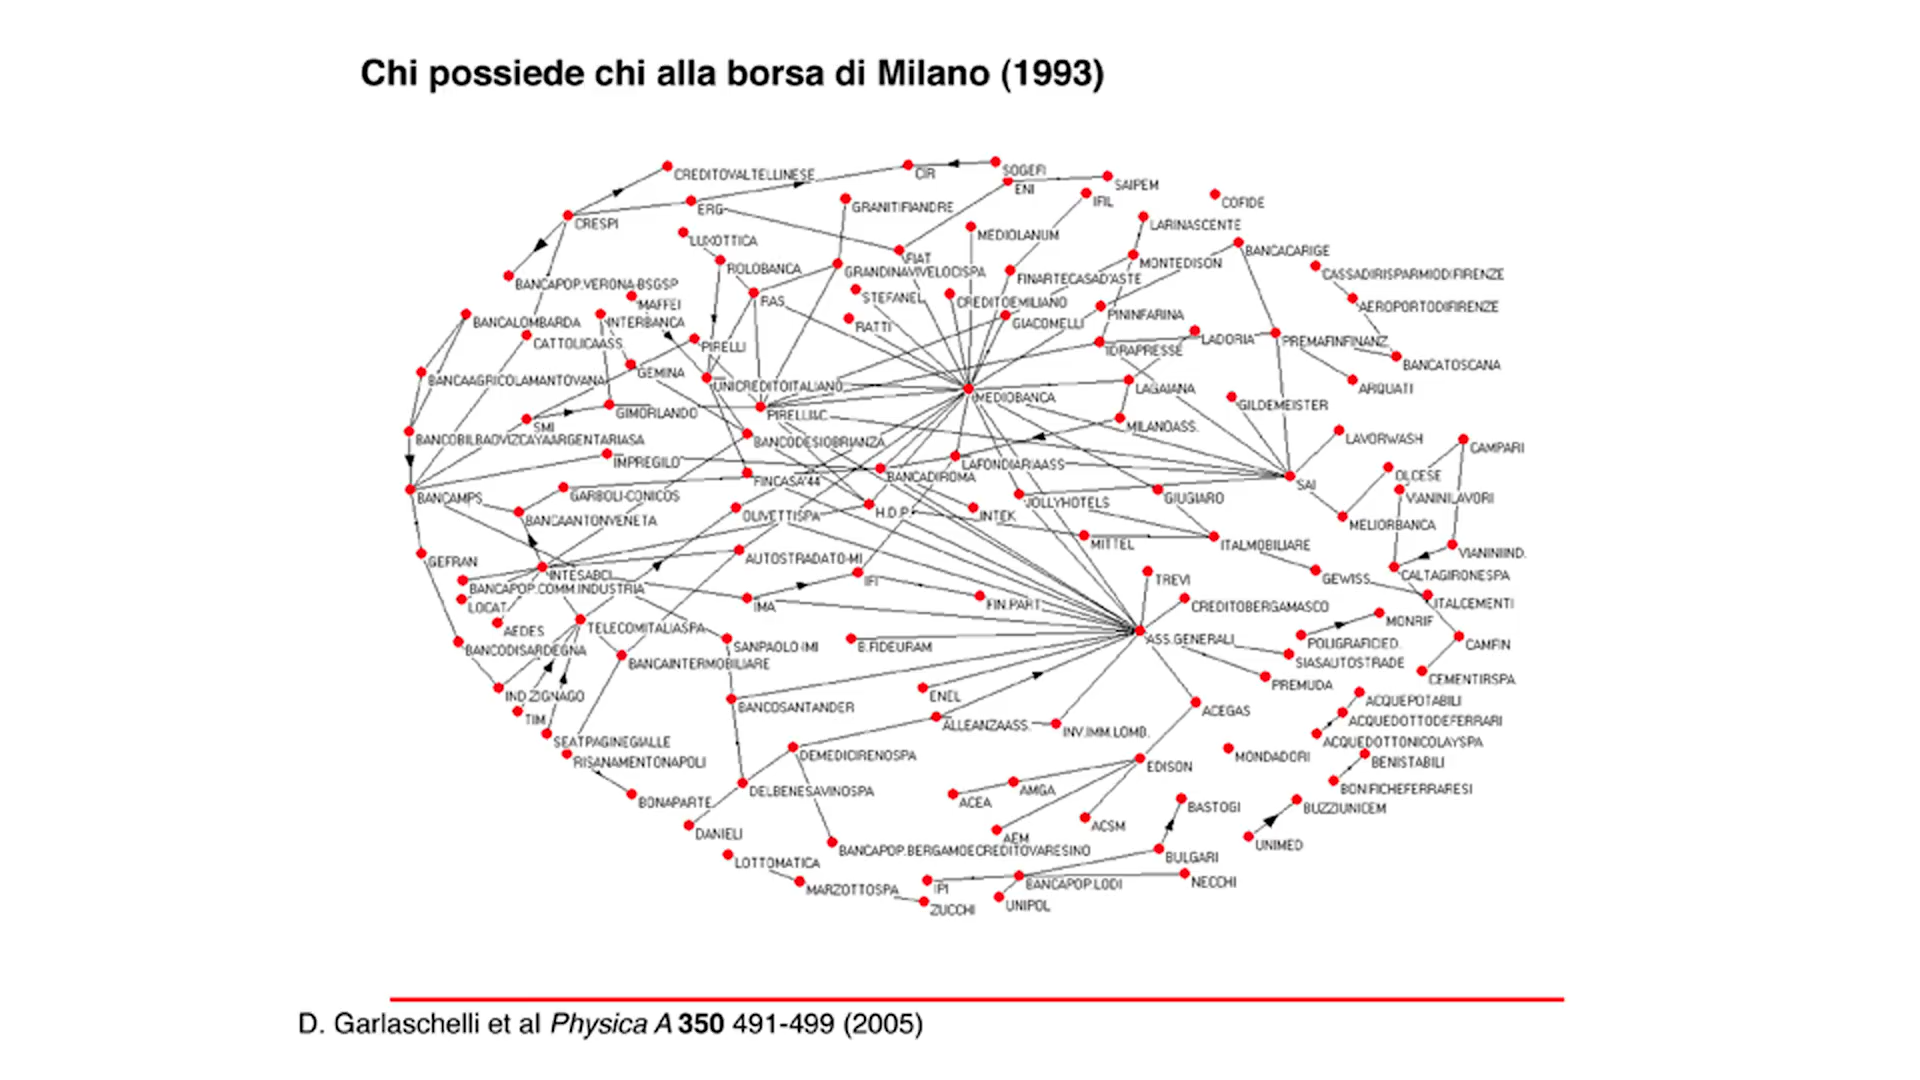 Chi possiede chi alla borsa di Milano (1993)
CREDITOVALTELLINESE
CIR
SOGEFI
ENI
SAIPEM
IFIL
COFIDE
CRESPI
ERG
GRANITIFIANDRE
LARINASCENTE
LUXOTTICA
MEDIOLANUM
BANCACARIGE
FIAT
MONTEDISON
ROLOBANCA
GRANDINAVIVELOCISPA
FINARTECASAD'ASTE
CASSADIRISPARMIODIFIRENZE
BANCAPOP.VERONA-BSGSP
MAFFEI
RAS
STEFANEL
CREDITOEMILIANO
AEROPORTODIFIRENZE
BANCALOMBARDA
INTERBANCA
RATTI
GIACOMELLI
PININFARINA
CATTOLICAASS.
PIRELLI
IDRAPRESSE
LADORIA
PREMAFINFINANZ.
BANCATOSCANA
BANCAAGRICOLAMANTOVANA
GEMINA
UNICREDITOITALIANO
MEDIOBANCA
LAGAIANA
ARQUATI
GIMORLANDO
PIRELLI&C
GILDEMEISTER
SMI
MILANOASS.
BANCOBILBAOVIZCAYAARGENTARIASA
BANCODESIOBRIANZA
LAVORWASH
CAMPARI
IMPREGILO
LAFONDIARIAASS
BANCADIROMA
FINCASA'44
SAI
OLCESE
BANCAMPS
GARBOLI-CONICOS
JOLLYHOTELS
GIUGIARO
VIANINILAVORI
BANCAANTONVENETA
OLIVETTISPA
H.D.P.
INTEK
MELIORBANCA
MITTEL
ITALMOBILIARE
VIANINIIND.
GEFRAN
AUTOSTRADATO-MI
INTESABCI
IFI
TREVI
GEWISS
CALTAGIRONESPA
BANCAPOP.COMM.INDUSTRIA
LOCAT
IMA
FIN.PART
CREDITOBERGAMASCO
ITALCEMENTI
AEDES
TELECOMITALIASPA
MONRIF
BANCODISARDEGNA
SANPAOLO-IMI
B.FIDEURAM
ASS.GENERALI
POLIGRAFICIED.
CAMFIN
BANCAINTERMOBILIARE
SIASAUTOSTRADE
CEMENTIRSPA
IND.ZIGNAGO
ENEL
PREMUDA
TIM
BANCOSANTANDER
ACEGAS
ACQUEPOTABILI
ALLEANZAASS.
INV.IMM.LOMB.
ACQUEDOTTODEFERRARI
SEATPAGINEGIALLE
ACQUEDOTTONICOLAYSPA
RISANAMENTONAPOLI
DEMEDICIRENOSPA
EDISON
MONDADORI
BENISTABILI
BONAPARTE
DELBENESAVINOSPA
ACEA
AMGA
BONIFICHEFERRARESI
BASTOGI
BUZZIUNICEM
DANIELI
AEM
ACSM
UNIMED
BANCAPOP.BERGAMOECREDITOVARESINO
BULGARI
LOTTOMATICA
MARZOTTOSPA
IPI
BANCAPOP.LODI
NECCHI
ZUCCHI
UNIPOL
D. Garlaschelli et al Physica A 350 491-499 (2005)